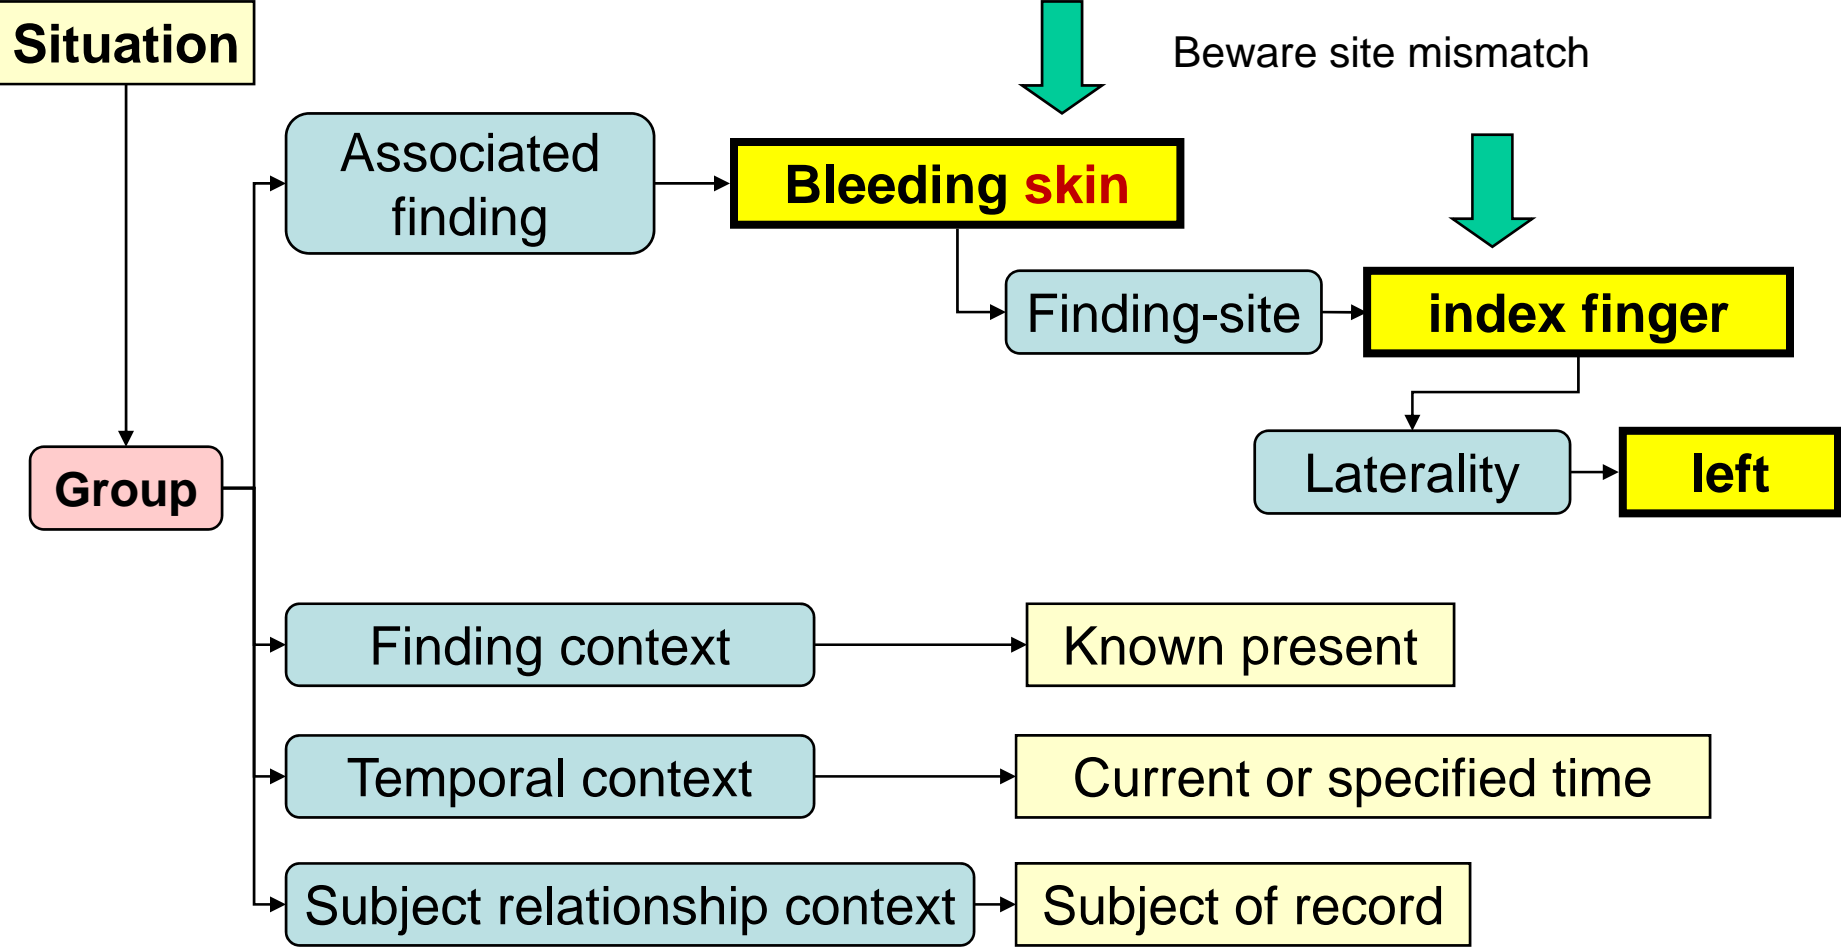 Situation
Beware site mismatch
Associated
finding
Bleeding skin
Finding-site
index finger
Laterality
left
Group
Finding context
Known present
Temporal context
Current or specified time
Subject relationship context
Subject of record